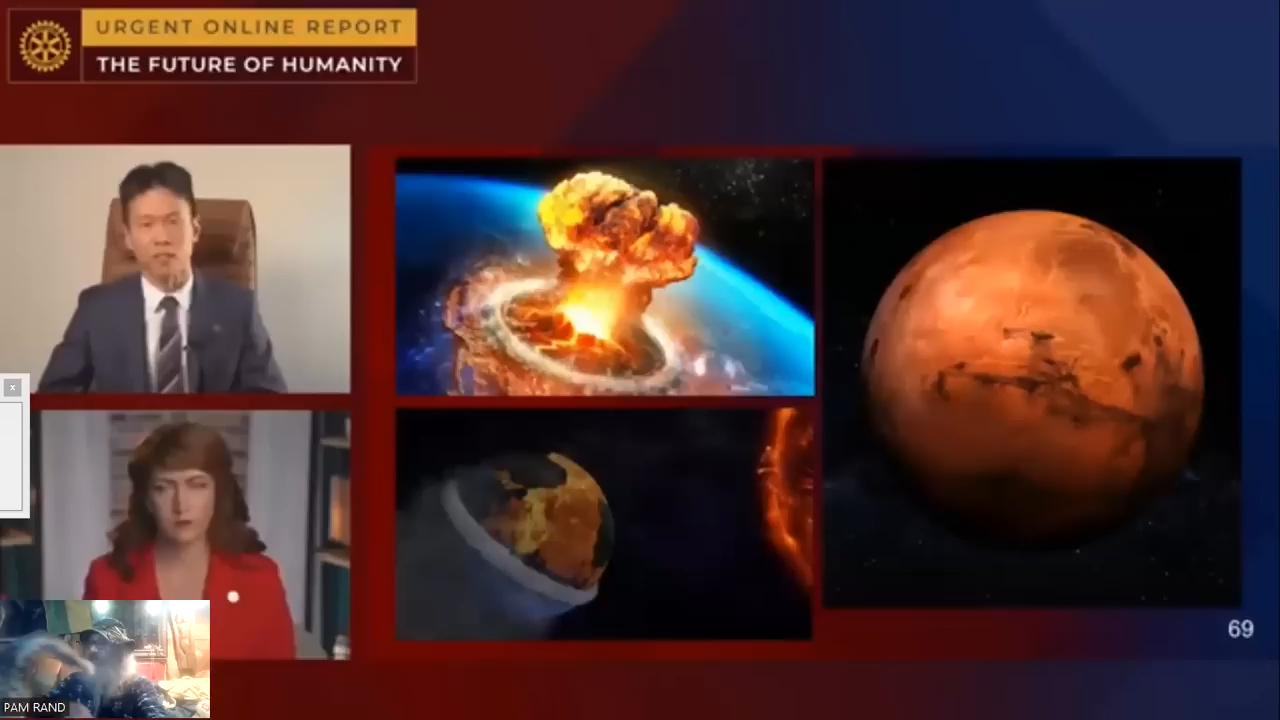 URGENT ONLINE REPORT
THE FUTURE OF HUMANITY
x
69
PAM RAND